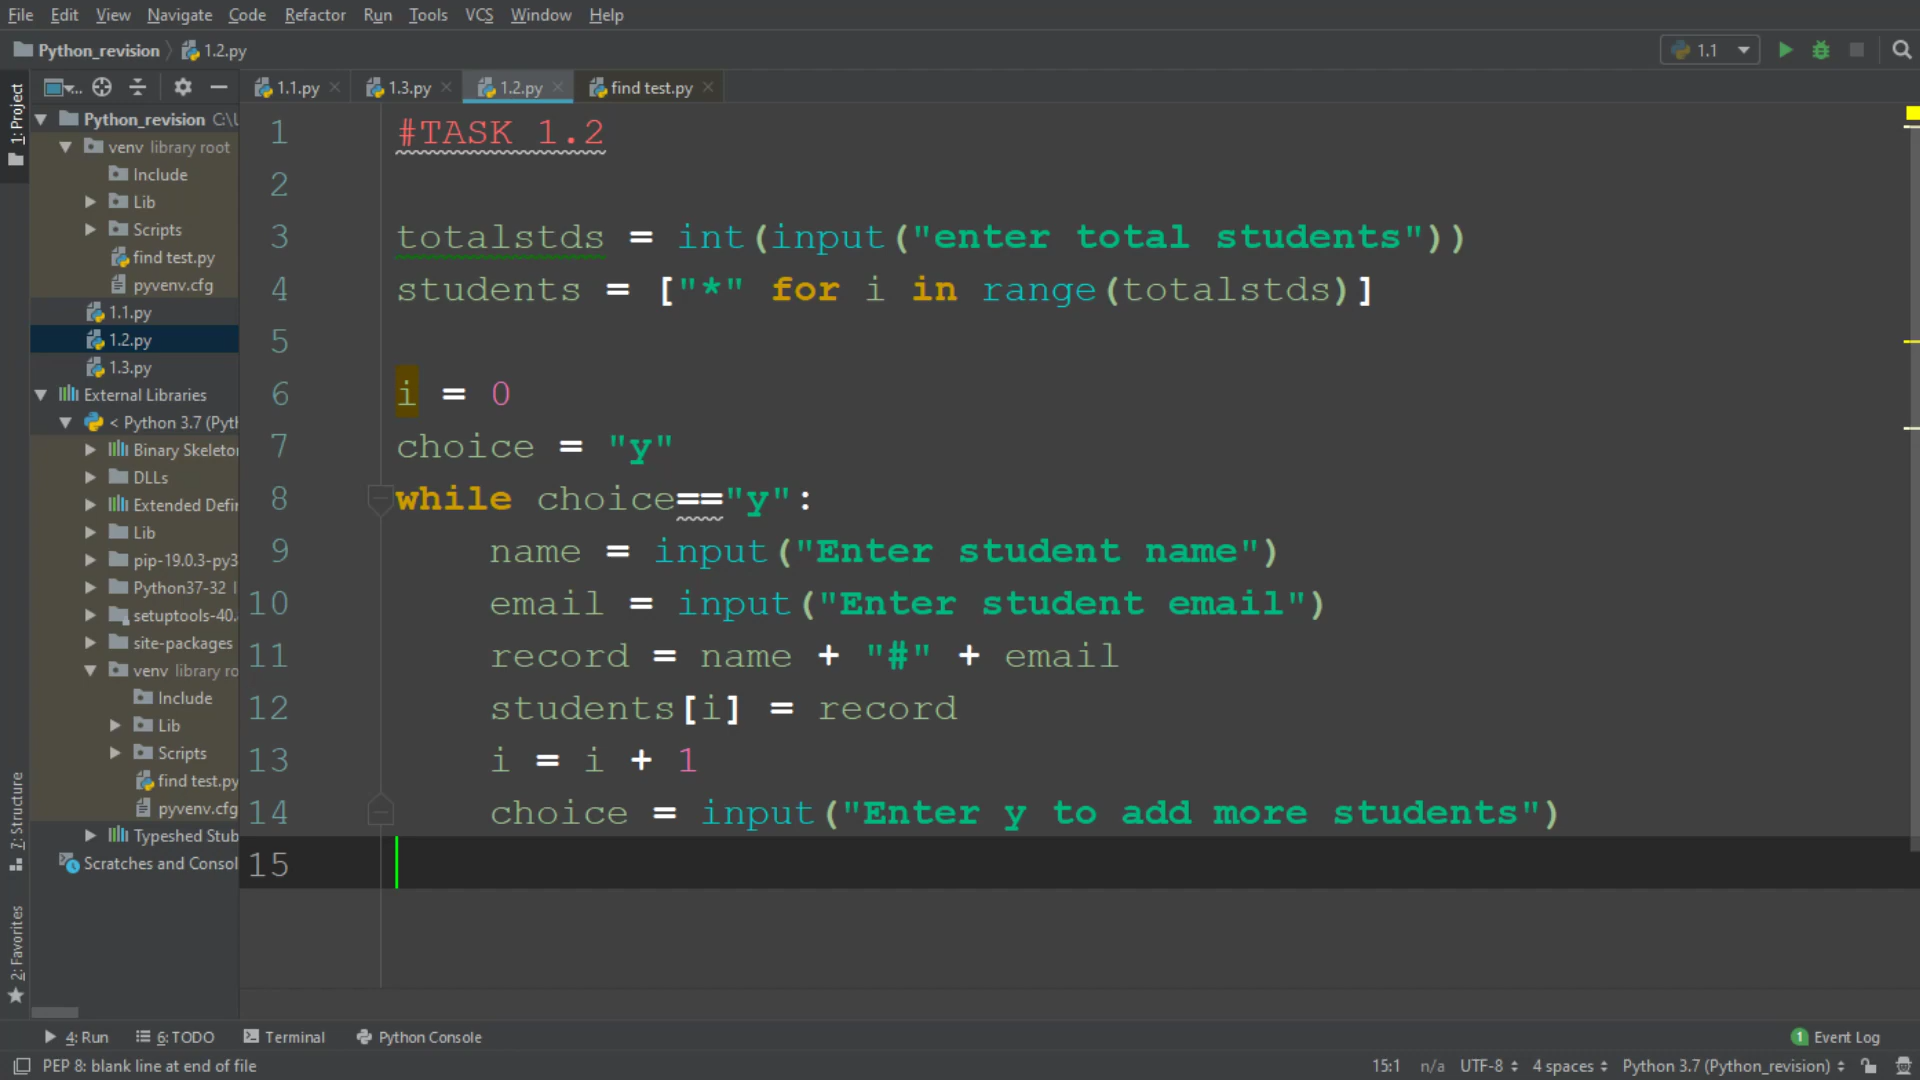 File Edit View Navigate Code Refactor Run Tools VCS Window Help
Python_revision 1.2.py 1.1
1: Project
1.1.py 1.3.py 1.2.py find test.py
Python_revision C:\U
venv library root
Include
Lib
Scripts
find test.py
pyvenv.cfg
1.1.py
1.2.py
1.3.py
External Libraries
< Python 3.7 (Pyth
Binary Skeleto
DLLs
Extended Defin
Lib
pip-19.0.3-py3
Python37-32
setuptools-40.
site-packages
venv library ro
Include
Lib
Scripts
find test.py
pyvenv.cfg
Typeshed Stub
Scratches and Consol
7: Structure
2: Favorites
1 #TASK 1.2
2
3 totalstds = int(input("enter total students"))
4 students = ["*" for i in range(totalstds)]
5
6 i = 0
7 choice = "y"
8 while choice=="y":
9 name = input("Enter student name")
10 email = input("Enter student email")
11 record = name + "#" + email
12 students[i] = record
13 i = i + 1
14 choice = input("Enter y to add more students")
15
4: Run 6: TODO Terminal Python Console 1 Event Log
PEP 8: blank line at end of file 15:1 n/a UTF-8 4 spaces Python 3.7 (Python_revision)